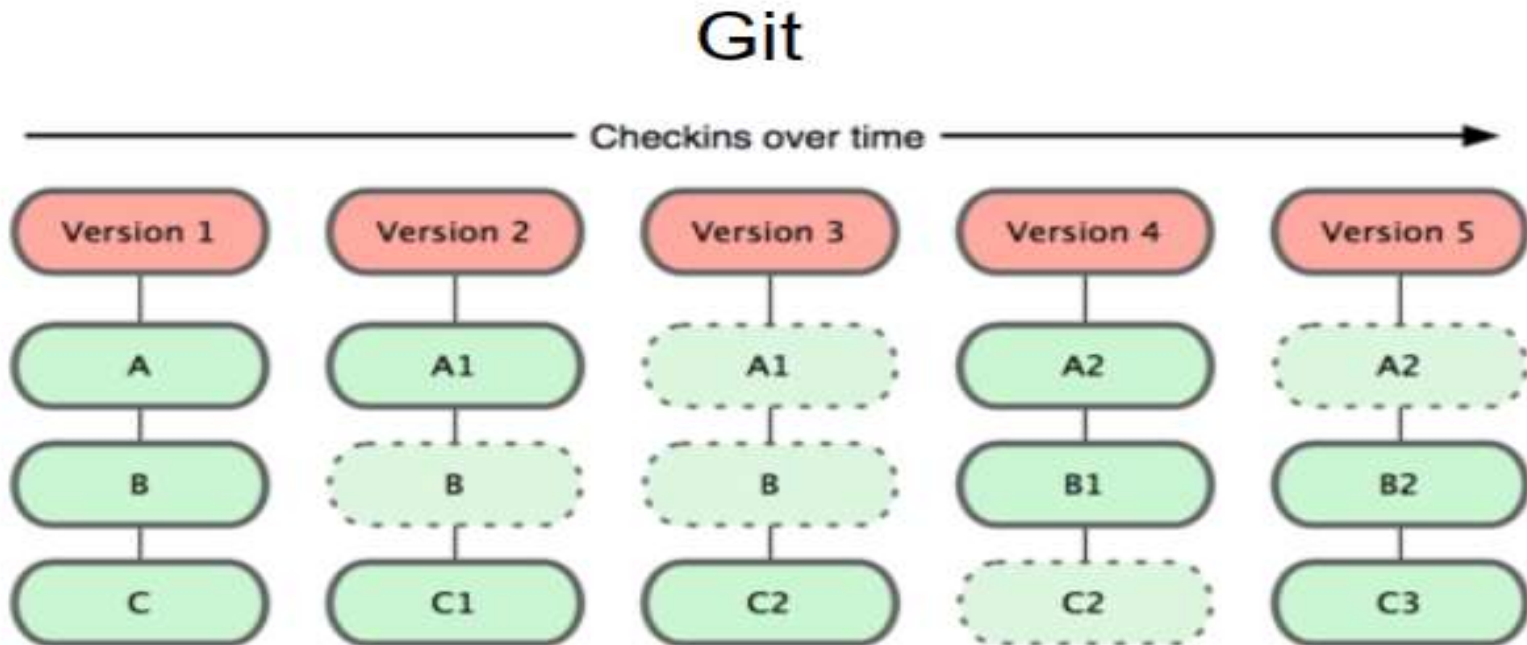 Git
Checkins over time
Version 1 Version 2 Version 3 Version 4 Version 5
A A1 A1 A2 A2
B B B B1 B2
C C1 C2 C2 C3